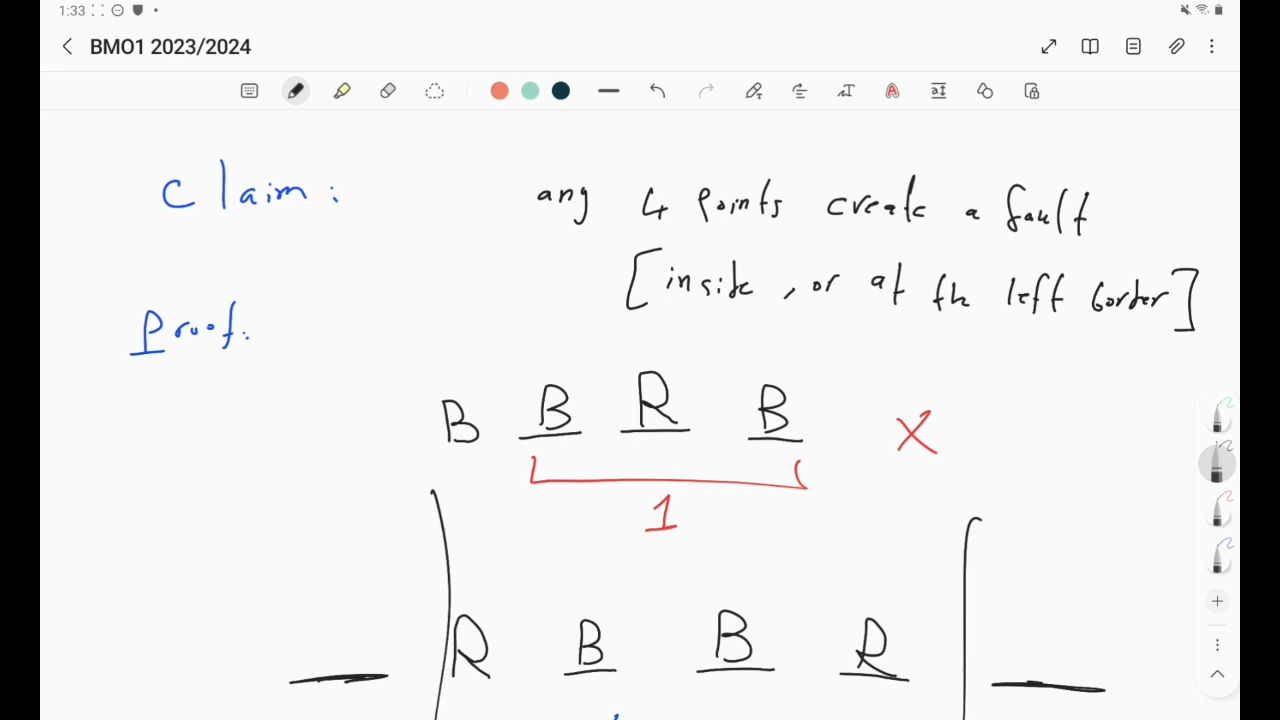 1:33
BMO1 2023/2024
Claim: any 4 points create a fault
[inside, or at the left border]
Proof:
B B R B X
1
R B B R